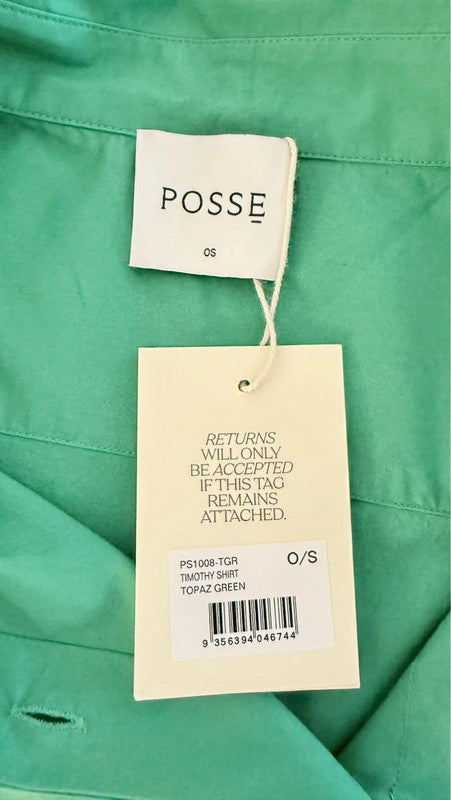 POSSE
OS
RETURNS
WILL ONLY
BE ACCEPTED
IF THIS TAG
REMAINS
ATTACHED.
PS1008-TGR O/S
TIMOTHY SHIRT
TOPAZ GREEN
9 356394 046744